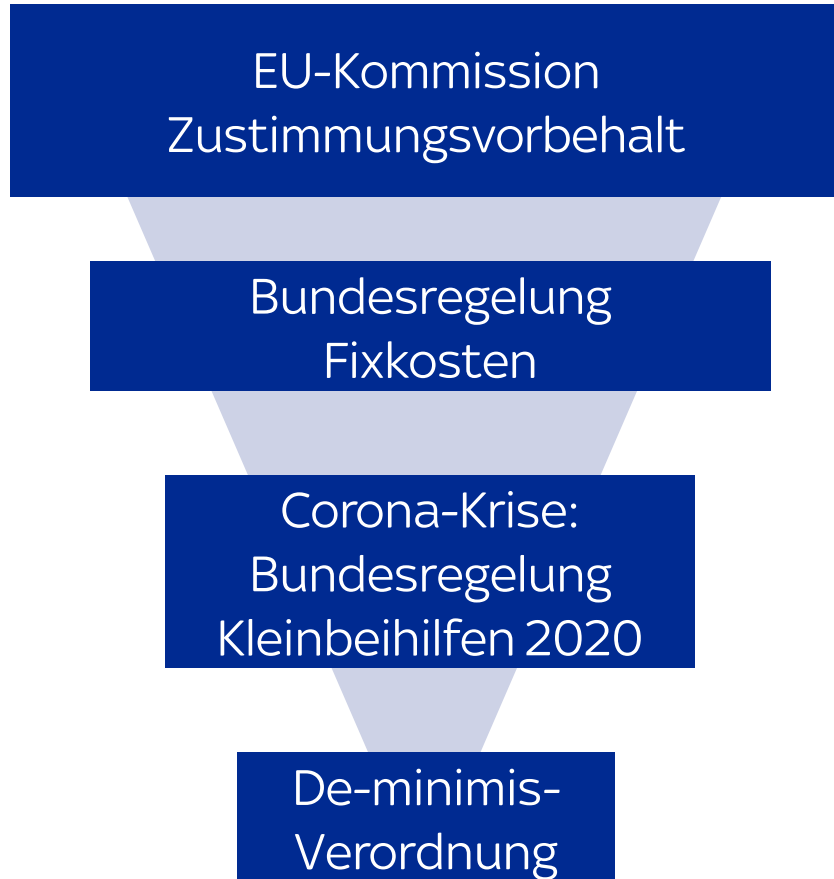 EU-Kommission
Zustimmungsvorbehalt
Bundesregelung
Fixkosten
Corona-Krise:
Bundesregelung
Kleinbeihilfen 2020
De-minimis-
Verordnung